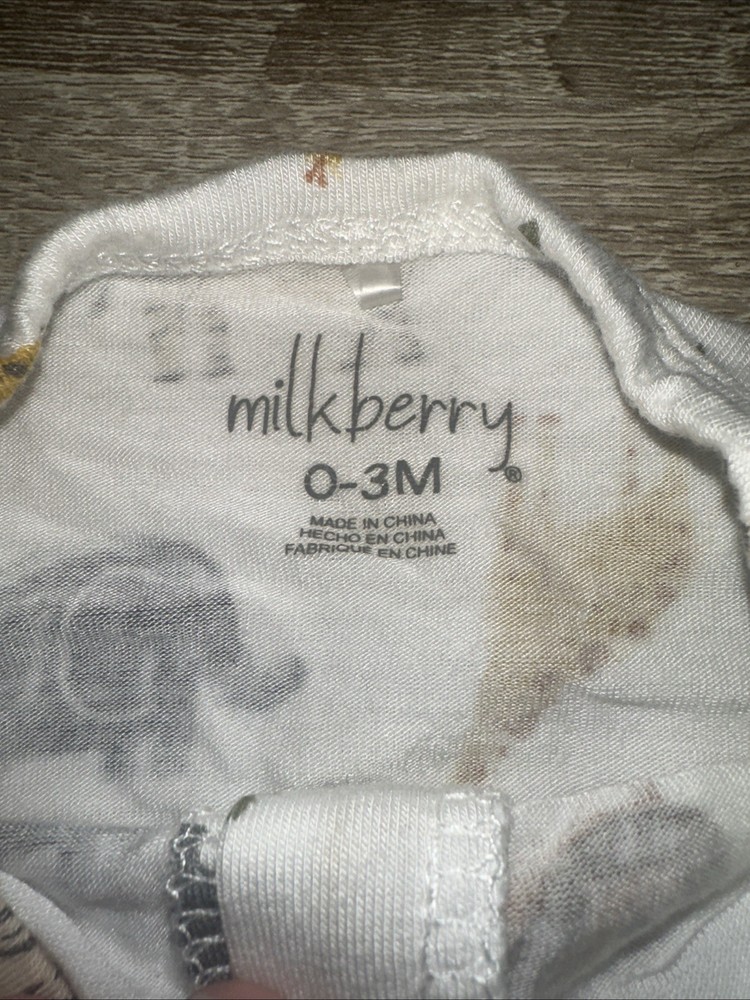 milkberry®
0-3M
MADE IN CHINA
HECHO EN CHINA
FABRIQUE EN CHINE